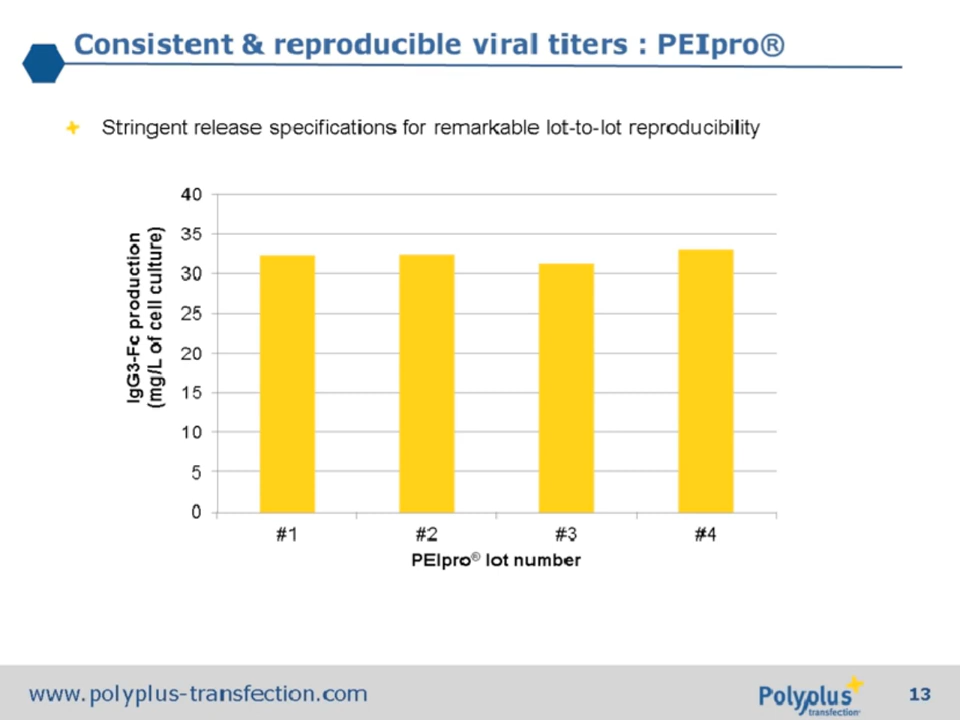 Consistent & reproducible viral titers : PEIpro®
Stringent release specifications for remarkable lot-to-lot reproducibility
IgG3-Fc production
(mg/L of cell culture)
40
35
30
25
20
15
10
5
0
#1 #2 #3 #4
PEIpro® lot number
www.polyplus-transfection.com
Polyplus
transfection
13